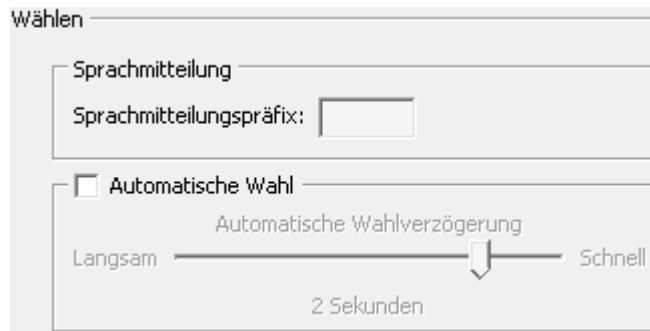 Wählen
Sprachmitteilung
Sprachmitteilungspräfix:
Automatische Wahl
Automatische Wahlverzögerung
Langsam Schnell
2 Sekunden